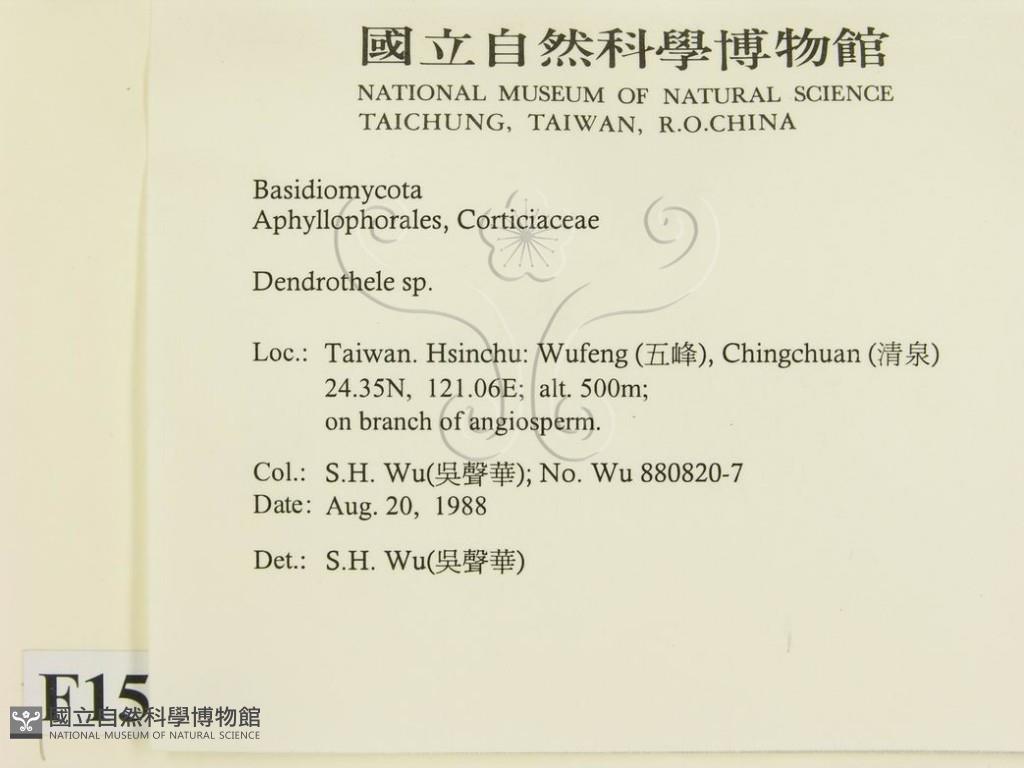 國立自然科學博物館
NATIONAL MUSEUM OF NATURAL SCIENCE
TAICHUNG, TAIWAN, R.O.CHINA
Basidiomycota
Aphyllophorales, Corticiaceae
Dendrothele sp.
Loc.: Taiwan. Hsinchu: Wufeng (五峰), Chingchuan (清泉)
24.35N, 121.06E; alt. 500m;
on branch of angiosperm.
Col.: S.H. Wu(吳聲華); No. Wu 880820-7
Date: Aug. 20, 1988
Det.: S.H. Wu(吳聲華)
F15
國立自然科學博物館
NATIONAL MUSEUM OF NATURAL SCIENCE